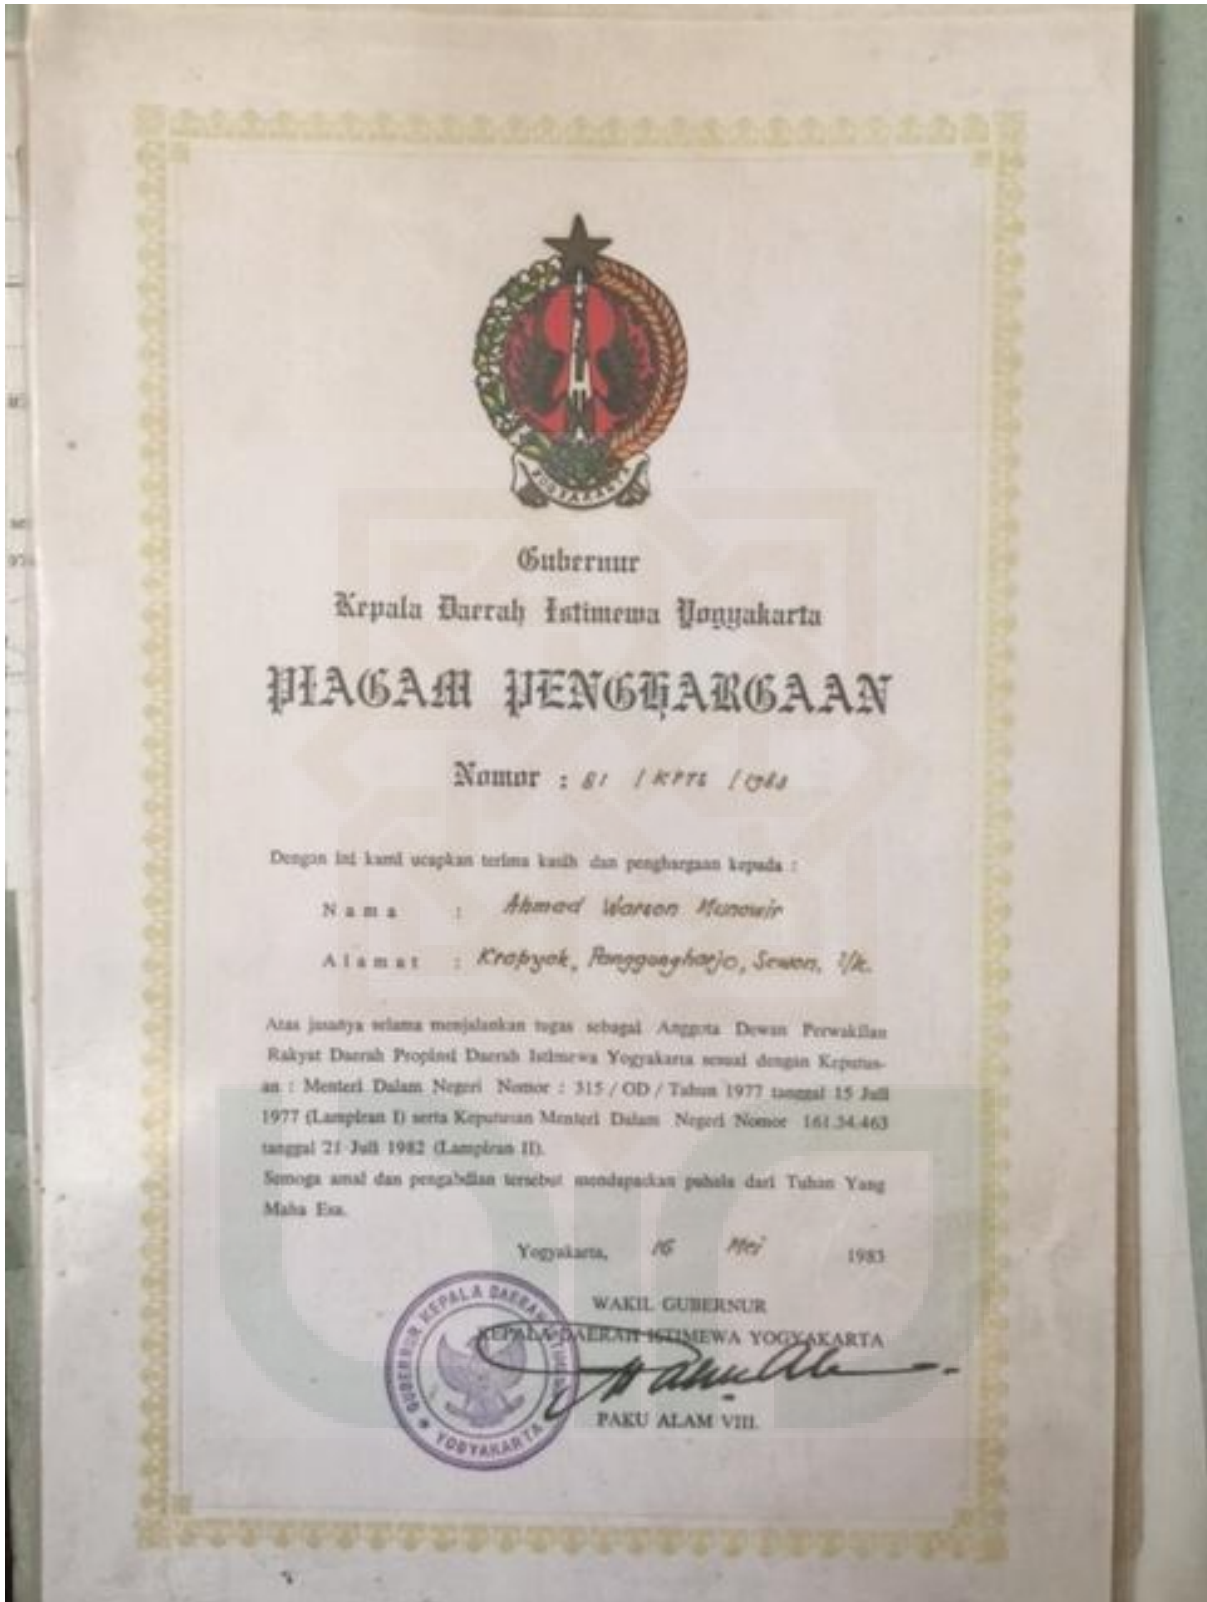 YOGYAKARTA
Gubernur
Kepala Daerah Istimewa Yogyakarta
PIAGAM PENGHARGAAN
Nomor : 81 / KPTS / 1983
Dengan ini kami ucapkan terima kasih dan penghargaan kepada :
Nama : Ahmad Warson Munawir
Alamat : Krapyak, Panggungharjo, Sewon, Y/k.
Atas jasanya selama menjalankan tugas sebagai Anggota Dewan Perwakilan
Rakyat Daerah Propinsi Daerah Istimewa Yogyakarta sesuai dengan Keputus-
an : Menteri Dalam Negeri Nomor : 315 / OD / Tahun 1977 tanggal 15 Juli
1977 (Lampiran I) serta Keputusan Menteri Dalam Negeri Nomor 161.34.463
tanggal 21 Juli 1982 (Lampiran II).
Semoga amal dan pengabdian tersebut mendapatkan pahala dari Tuhan Yang
Maha Esa.
Yogyakarta, 16 Mei 1983
WAKIL GUBERNUR
KEPALA DAERAH ISTIMEWA YOGYAKARTA
PAKU ALAM VIII.
GUBERNUR KEPALA DAERAH ISTIMEWA
YOGYAKARTA